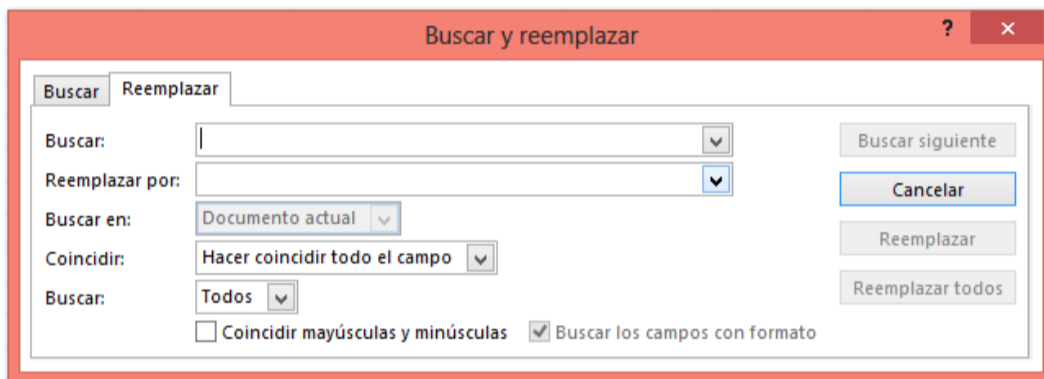 Buscar y reemplazar
?
×
Buscar
Reemplazar
Buscar:
Buscar siguiente
Reemplazar por:
Cancelar
Buscar en:
Documento actual
Reemplazar
Coincidir:
Hacer coincidir todo el campo
Buscar:
Todos
Reemplazar todos
Coincidir mayúsculas y minúsculas
Buscar los campos con formato